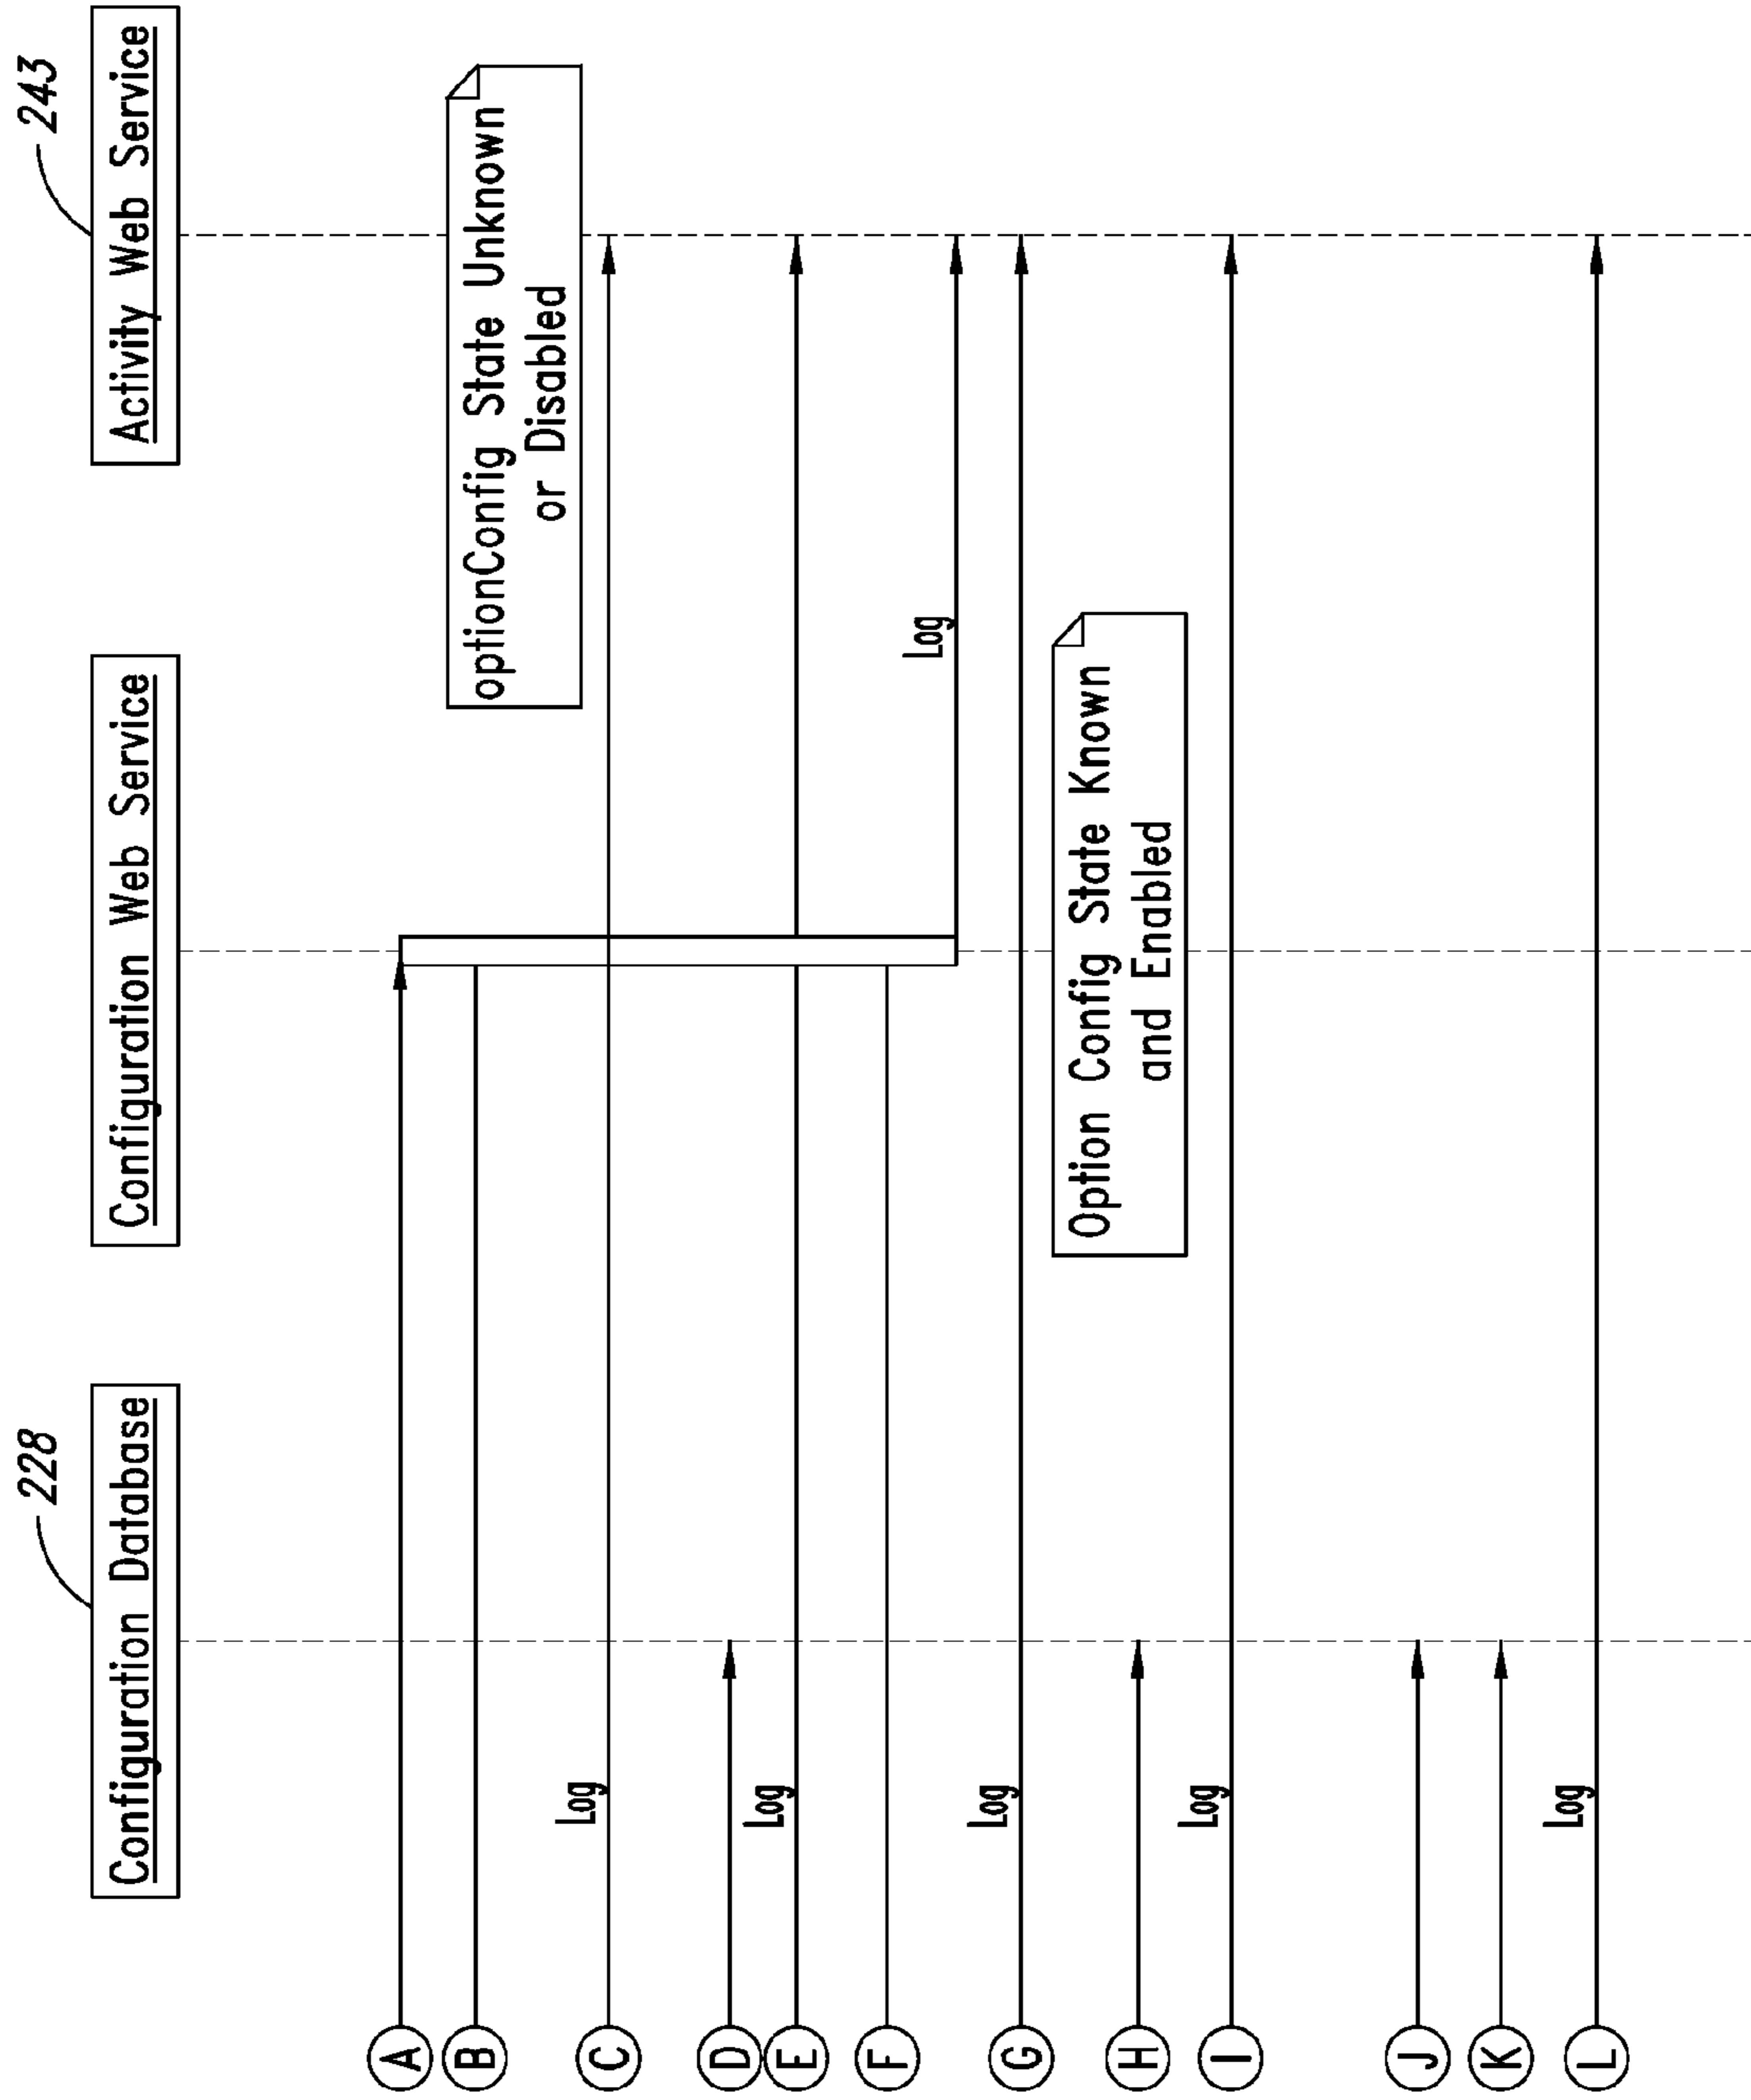 228
243
Configuration Database
Configuration Web Service
Activity Web Service
A
B
optionConfig State Unknown
or Disabled
C
Log
D
E
Log
F
Log
G
Log
Option Config State Known
and Enabled
H
I
Log
J
K
L
Log